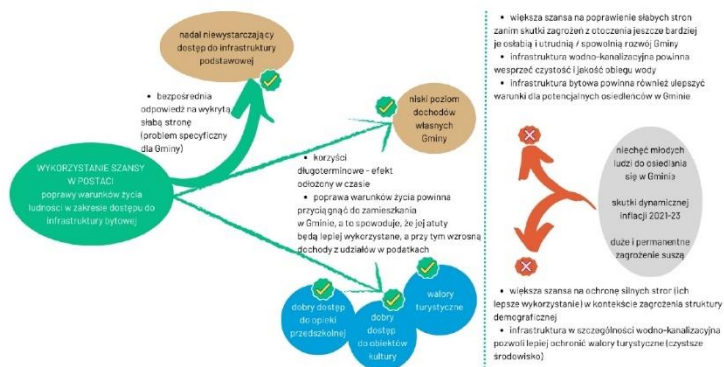 nadal niewystarczający
dostęp do infrastruktury
podstawowej
• bezpośrednia
odpowiedź na wykrytą
słabą stronę
(problem specyficzny
dla Gminy)
niski poziom
dochodów
własnych
Gminy
WYKORZYSTANIE SZANSY
W POSTACI
poprawy warunków życia
ludności w zakresie dostępu do
infrastruktury bytowej
• korzyści
długoterminowe - efekt
odłożony w czasie
• poprawa warunków życia powinna
przyciągnąć do zamieszkania
w Gminie, a to spowoduje, że jej atuty
będą lepiej wykorzystane, a przy tym wzrosną
dochody z udziałów w podatkach
dobry dostęp
do opieki
przedszkolnej
dobry
dostęp
do obiektów
kultury
walory
turystyczne
• większa szansa na poprawienie słabych stron
zanim skutki zagrożeń z otoczenia jeszcze bardziej
je osłabią i utrudnią / spowolnią rozwój Gminy
• infrastruktura wodno-kanalizacyjna powinna
wesprzeć czystość i jakość obiegu wody
• infrastruktura bytowa powinna również ulepszyć
warunki dla potencjalnych osiedleńców w Gminie
niechęć młodych
ludzi do osiedlania
się w Gminie
skutki dynamicznej
inflacji 2021-23
duże i permanentne
zagrożenie suszą
• większa szansa na ochronę silnych stron (ich
lepsze wykorzystanie) w kontekście zagrożenia struktury
demograficznej
• infrastruktura w szczególności wodno-kanalizacyjna
pozwoli lepiej ochronić walory turystyczne (czystsze
środowisko)